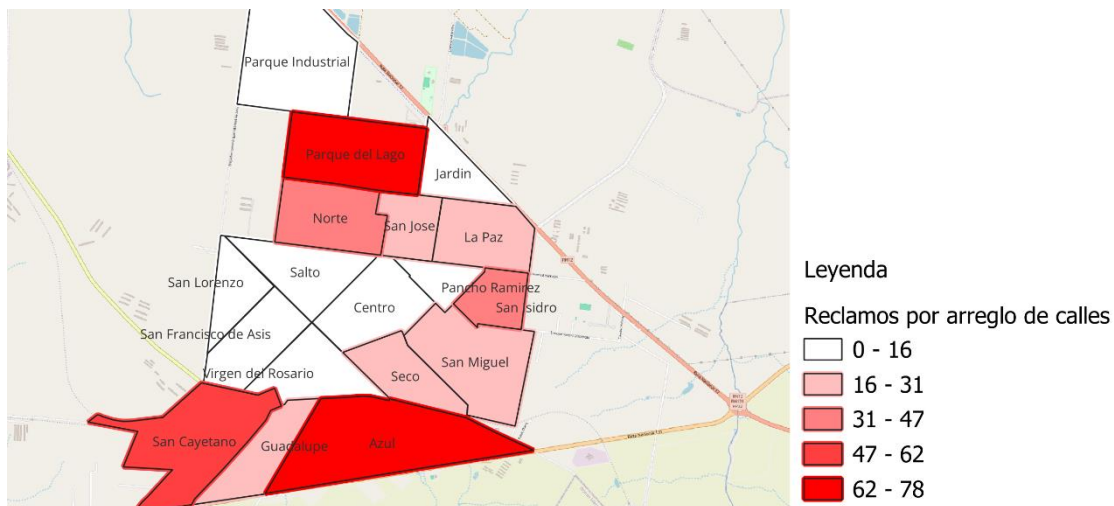 Parque Industrial
Parque del Lago
Jardin
Norte
San Jose
La Paz
Salto
San Lorenzo
Pancho Ramirez
Centro
San Isidro
San Francisco de Asis
San Miguel
Virgen del Rosario
Seco
San Cayetano
Guadalupe
Azul
Leyenda
Reclamos por arreglo de calles
0 - 16
16 - 31
31 - 47
47 - 62
62 - 78